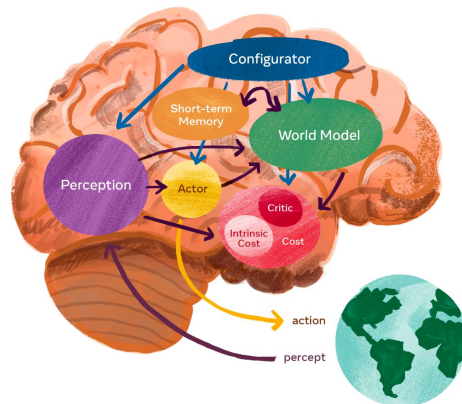 Configurator
Short-term
Memory
World Model
Perception
Actor
Critic
Intrinsic
Cost
Cost
action
percept